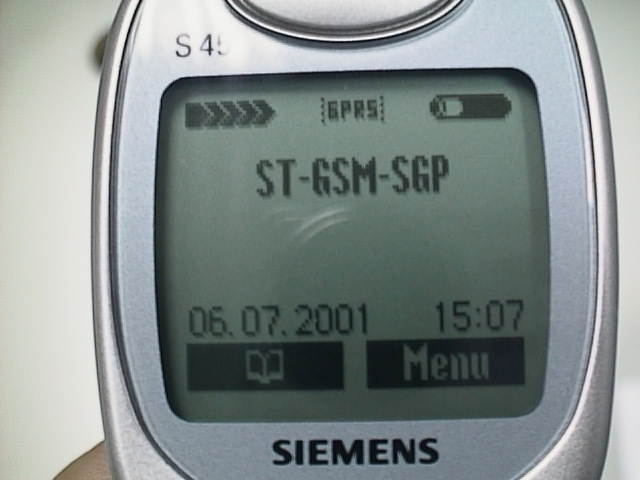 S 45
GPRS
ST-GSM-SGP
06.07.2001 15:07
Menu
SIEMENS